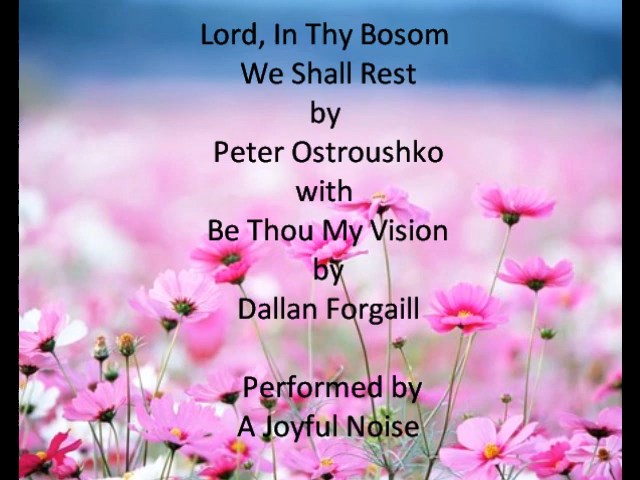 Lord, In Thy Bosom
We Shall Rest
by
Peter Ostroushko
with
Be Thou My Vision
by
Dallan Forgaill
Performed by
A Joyful Noise